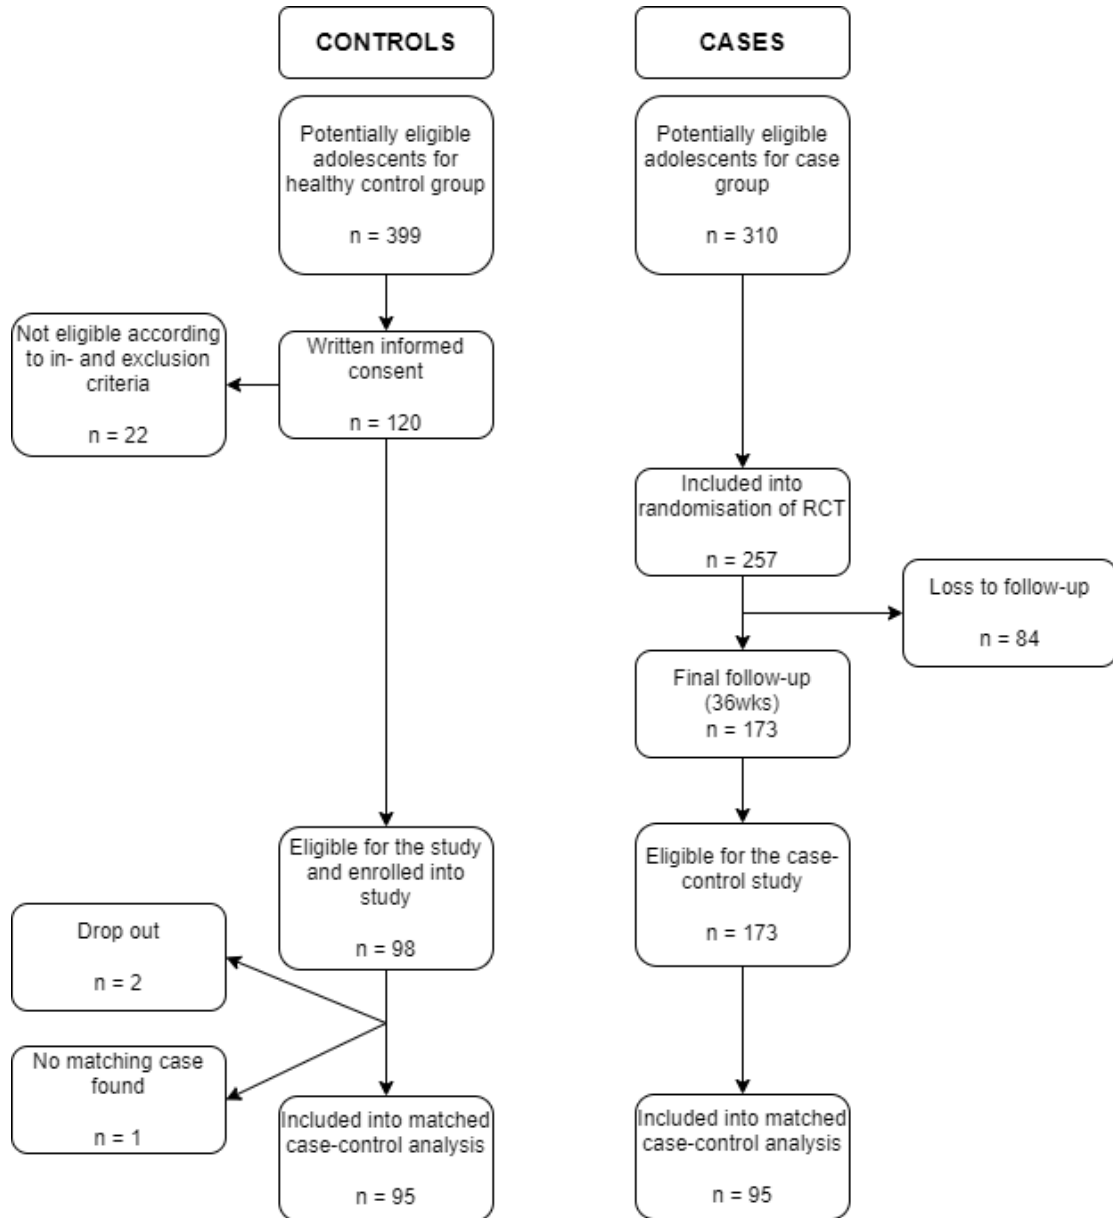 CONTROLS
CASES
Potentially eligible
adolescents for
healthy control group
n = 399
Potentially eligible
adolescents for case
group
n = 310
Not eligible according
to in- and exclusion
criteria
n = 22
Written informed
consent
n = 120
Included into
randomisation of RCT
n = 257
Loss to follow-up
n = 84
Final follow-up
(36wks)
n = 173
Eligible for the study
and enrolled into
study
n = 98
Eligible for the case-
control study
n = 173
Drop out
n = 2
No matching case
found
n = 1
Included into matched
case-control analysis
n = 95
Included into matched
case-control analysis
n = 95